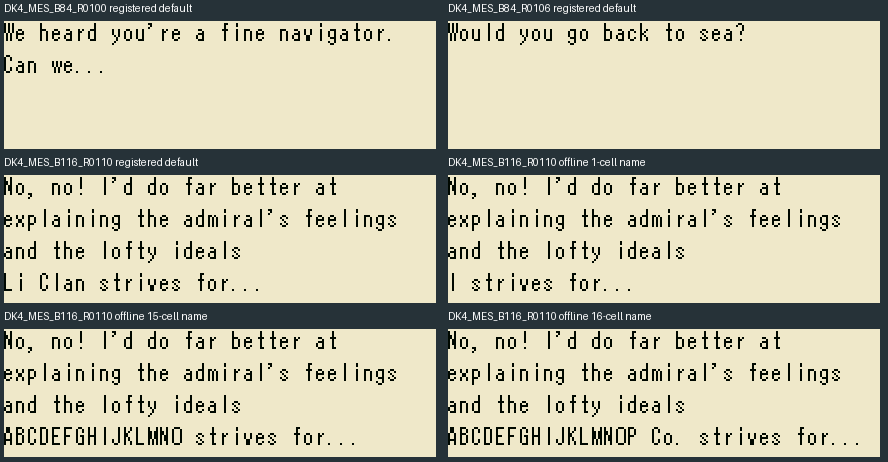 DK4_MES_B84_R0100 registered default
We heard you're a fine navigator.
Can we...
DK4_MES_B84_R0106 registered default
Would you go back to sea?
DK4_MES_B116_R0110 registered default
No, no! I'd do far better at
explaining the admiral's feelings
and the lofty ideals
Li Clan strives for...
DK4_MES_B116_R0110 offline 1-cell name
No, no! I'd do far better at
explaining the admiral's feelings
and the lofty ideals
I strives for...
DK4_MES_B116_R0110 offline 15-cell name
No, no! I'd do far better at
explaining the admiral's feelings
and the lofty ideals
ABCDEFGHIJKLMNO strives for...
DK4_MES_B116_R0110 offline 16-cell name
No, no! I'd do far better at
explaining the admiral's feelings
and the lofty ideals
ABCDEFGHIJKLMNOP Co. strives for...